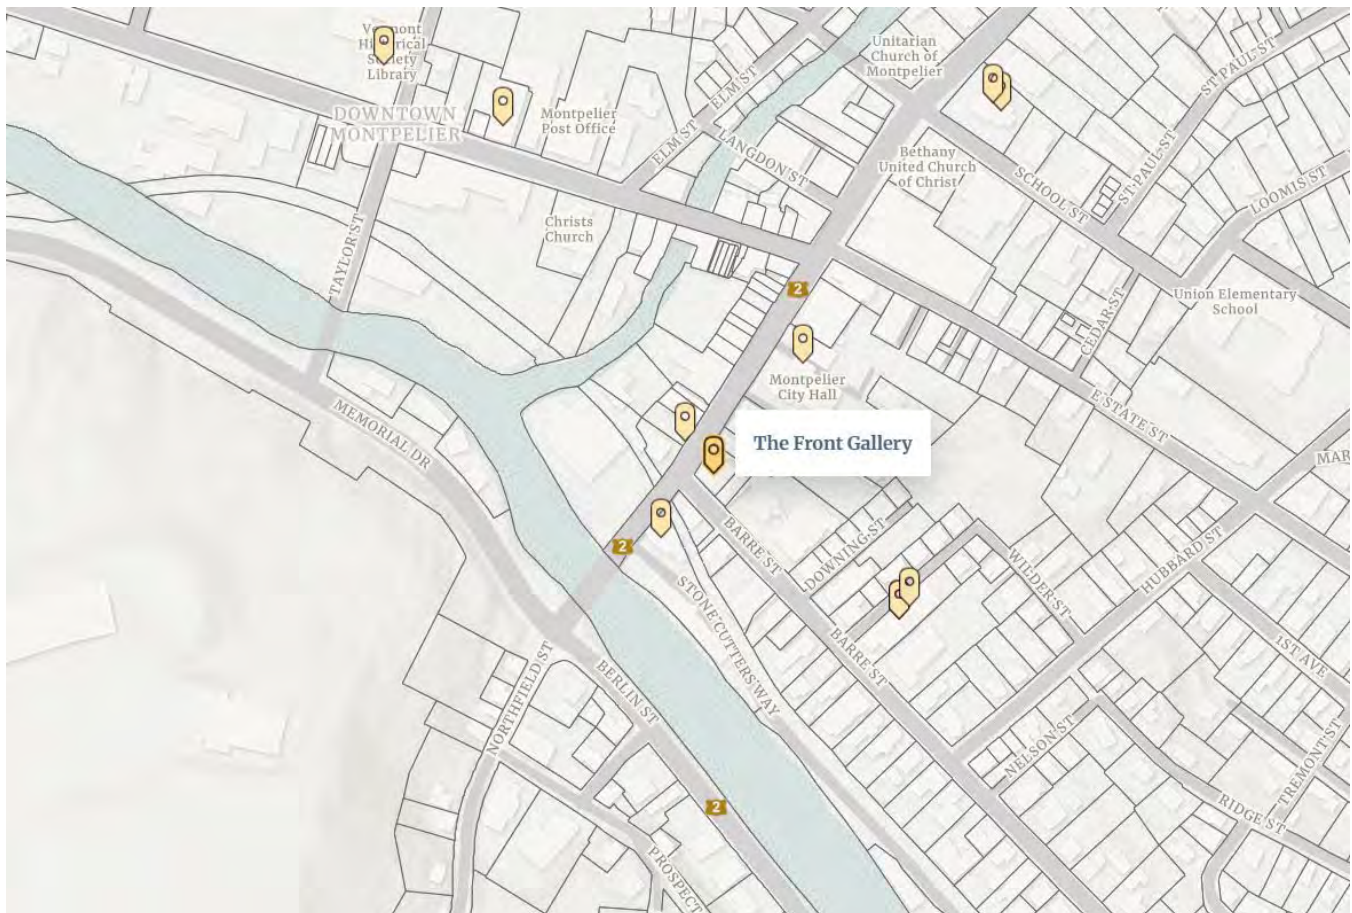 Vermont
Historical
Society
Library
DOWNTOWN
MONTPELIER
Montpelier
Post Office
ELM ST
ELM ST
LANGDON ST
Unitarian
Church of
Montpelier
ST PAUL ST
ST PAUL ST
Bethany
United Church
of Christ
SCHOOL ST
LOOMIS ST
Christs
Church
TAYLOR ST
2
Union Elementary
School
CEDAR ST
Montpelier
City Hall
E STATE ST
MEMORIAL DR
The Front Gallery
MAR
BARRE ST
DOWNING ST
2
WILDER ST
HUBBARD ST
STONE CUTTERS WAY
BARRE ST
1ST AVE
NORTHFIELD ST
BERLIN ST
NELSON ST
TREMONT ST
2
RIDGE ST
PROSPECT